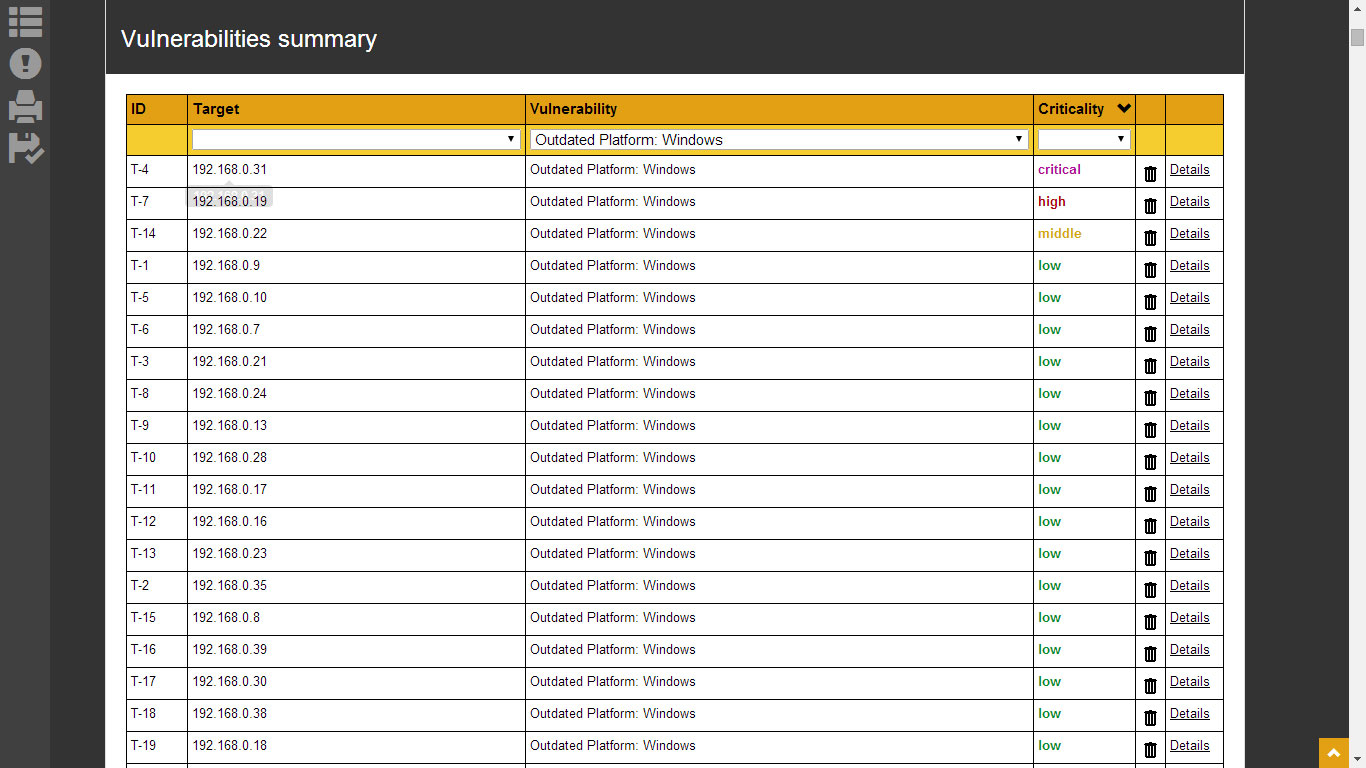 Vulnerabilities summary
ID Target Vulnerability Criticality
Outdated Platform: Windows
T-4 192.168.0.31 Outdated Platform: Windows critical Details
T-7 192.168.0.19 Outdated Platform: Windows high Details
T-14 192.168.0.22 Outdated Platform: Windows middle Details
T-1 192.168.0.9 Outdated Platform: Windows low Details
T-5 192.168.0.10 Outdated Platform: Windows low Details
T-6 192.168.0.7 Outdated Platform: Windows low Details
T-3 192.168.0.21 Outdated Platform: Windows low Details
T-8 192.168.0.24 Outdated Platform: Windows low Details
T-9 192.168.0.13 Outdated Platform: Windows low Details
T-10 192.168.0.28 Outdated Platform: Windows low Details
T-11 192.168.0.17 Outdated Platform: Windows low Details
T-12 192.168.0.16 Outdated Platform: Windows low Details
T-13 192.168.0.23 Outdated Platform: Windows low Details
T-2 192.168.0.35 Outdated Platform: Windows low Details
T-15 192.168.0.8 Outdated Platform: Windows low Details
T-16 192.168.0.39 Outdated Platform: Windows low Details
T-17 192.168.0.30 Outdated Platform: Windows low Details
T-18 192.168.0.38 Outdated Platform: Windows low Details
T-19 192.168.0.18 Outdated Platform: Windows low Details